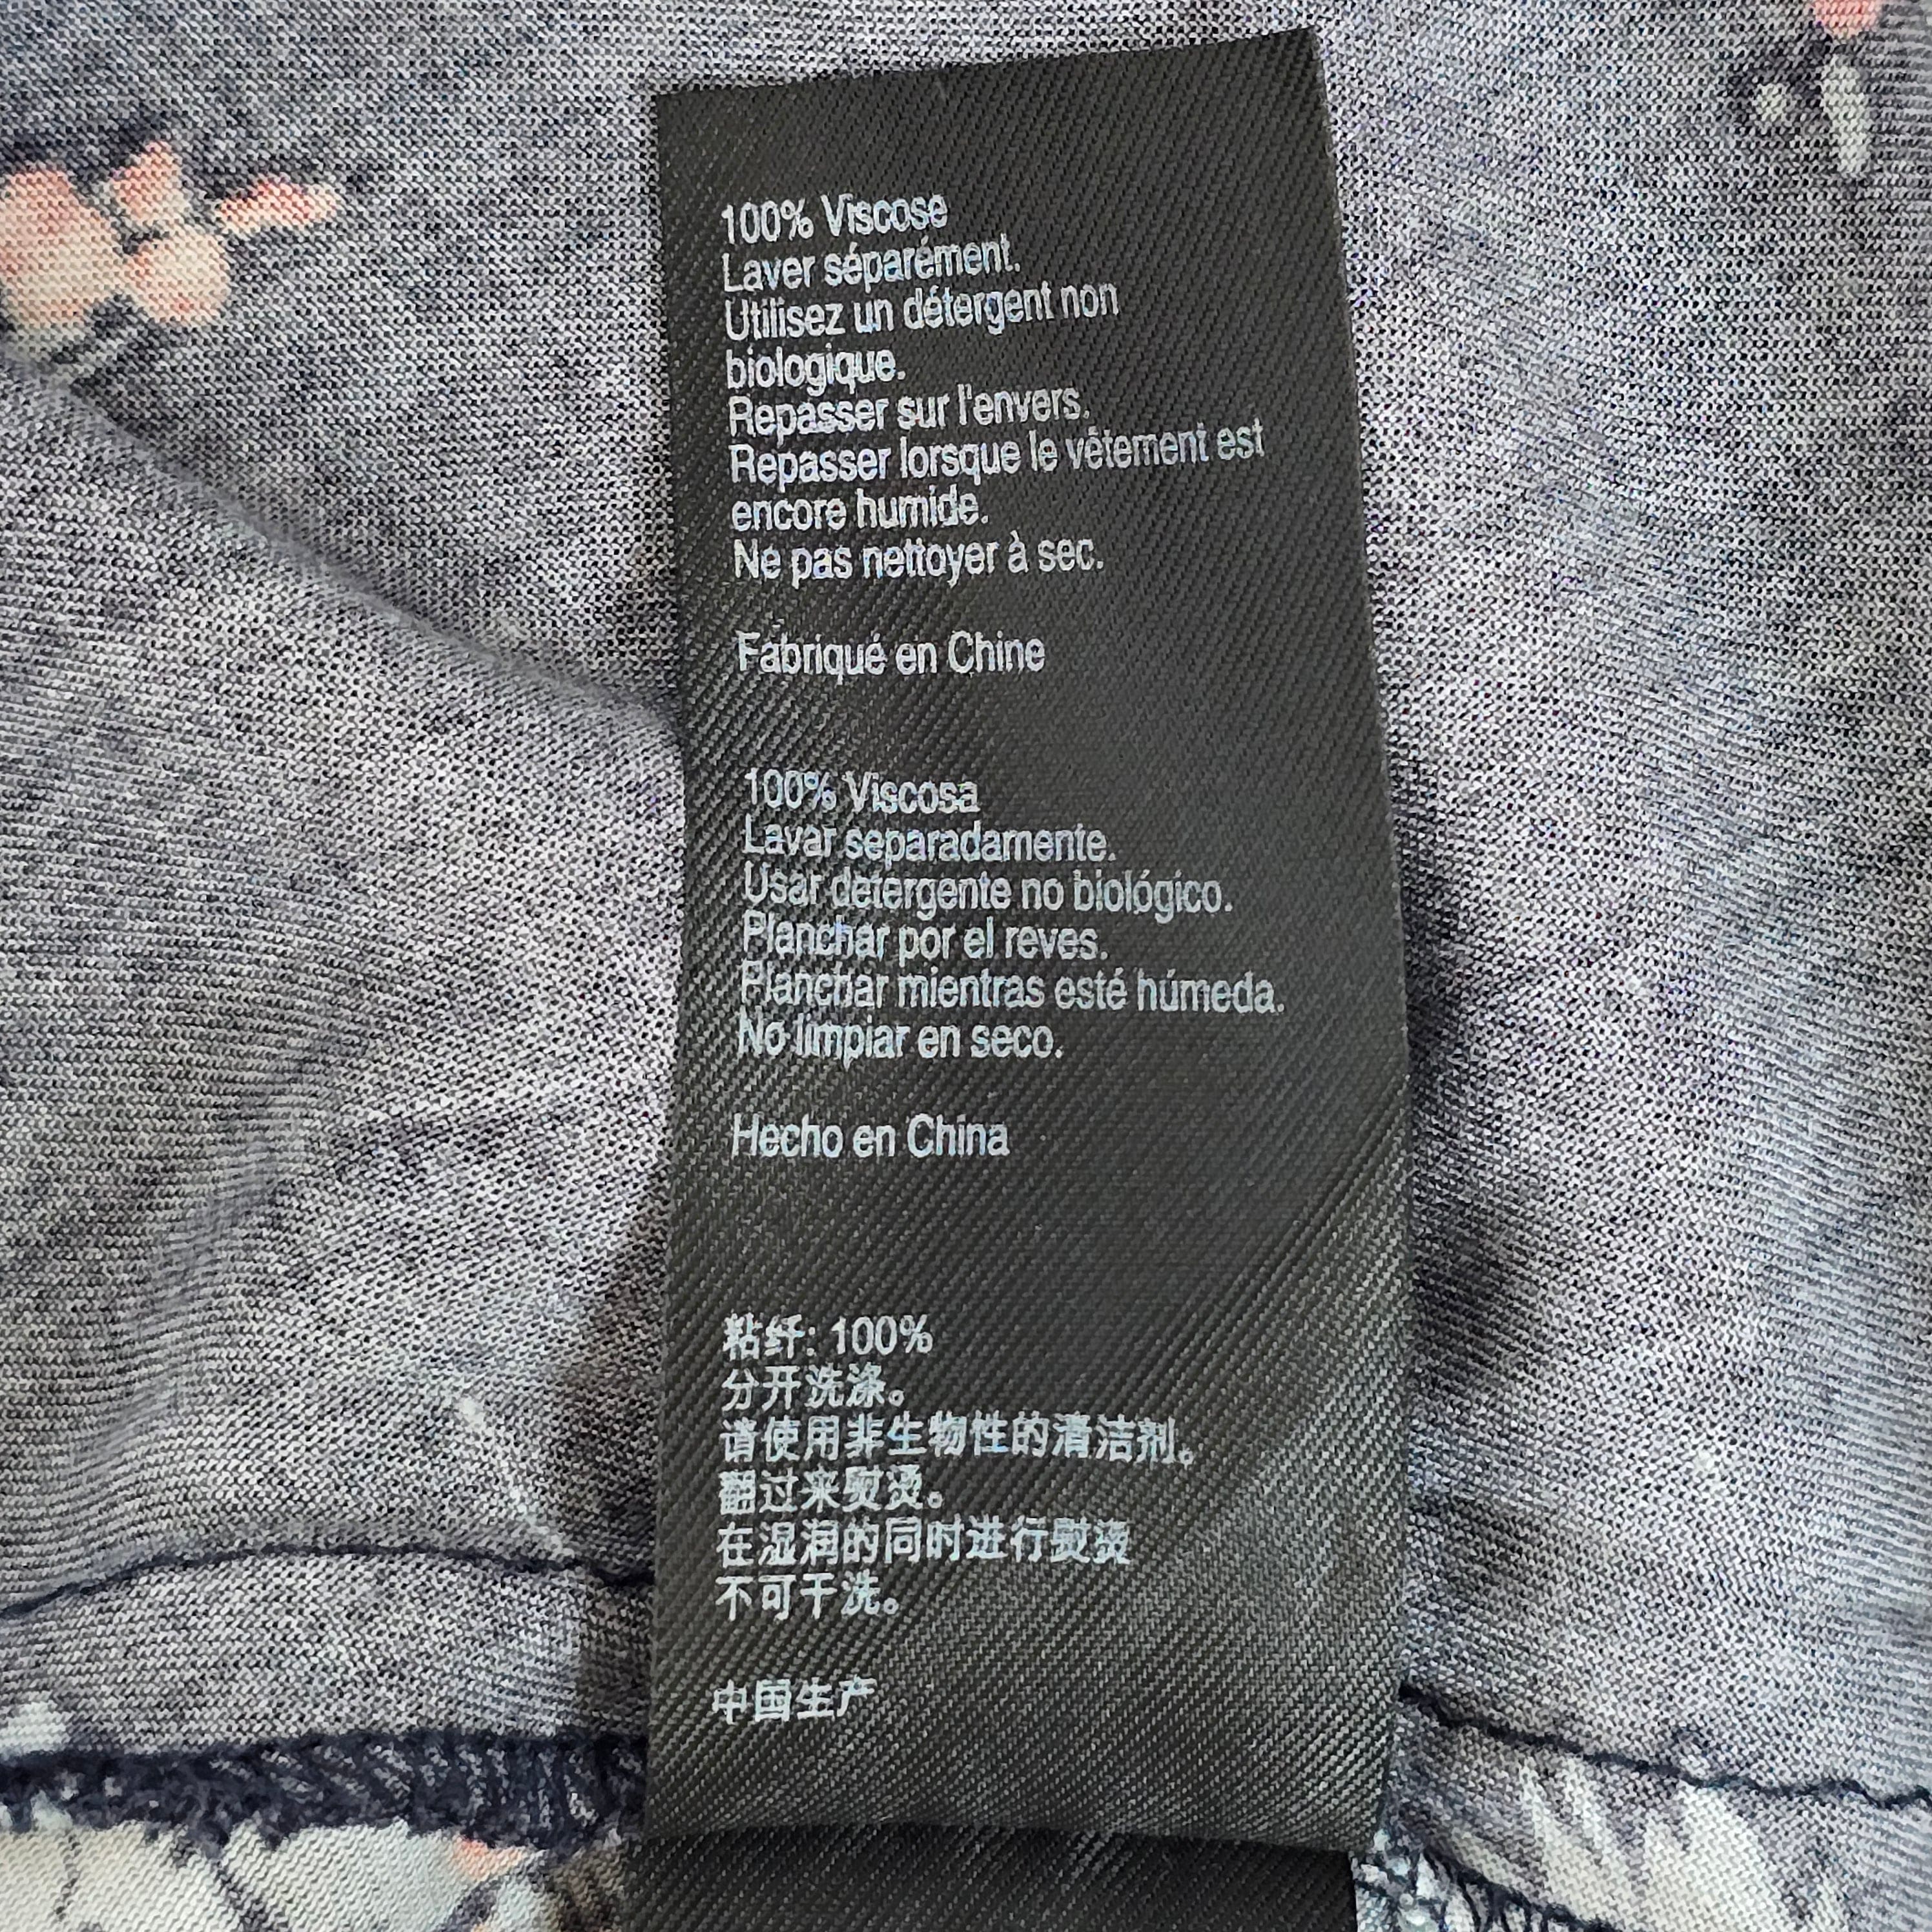 100% Viscose
Laver séparément.
Utilisez un détergent non
biologique.
Repasser sur l'envers.
Repasser lorsque le vêtement est
encore humide.
Ne pas nettoyer à sec.
Fabriqué en Chine
100% Viscosa
Lavar separadamente.
Usar detergente no biológico.
Planchar por el reves.
Planchar mientras esté húmeda.
No limpiar en seco.
Hecho en China
粘纤: 100%
分开洗涤。
请使用非生物性的清洁剂。
翻过来熨烫。
在湿润的同时进行熨烫
不可干洗。
中国生产